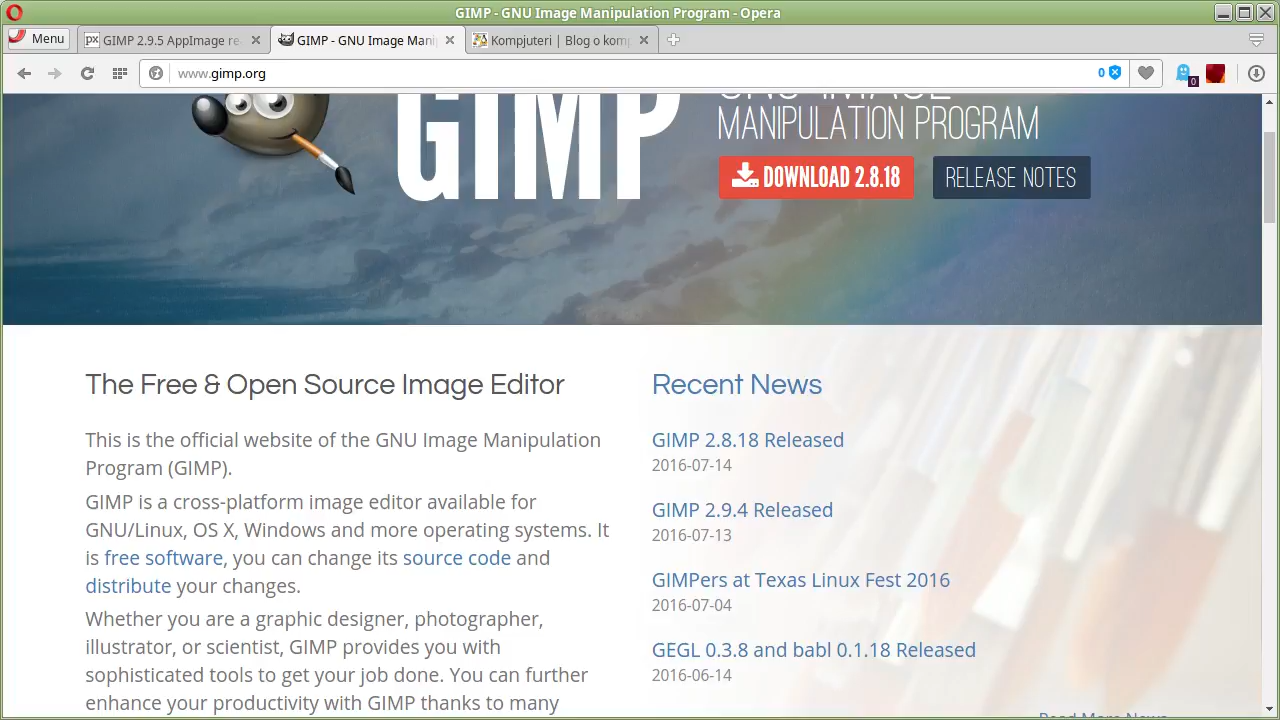 GIMP - GNU Image Manipulation Program - Opera
Menu
GIMP 2.9.5 AppImage re
GIMP - GNU Image Mani
Kompjuteri | Blog o komp
www.gimp.org
0
0
GIMP
GNU IMAGE
MANIPULATION PROGRAM
DOWNLOAD 2.8.18
RELEASE NOTES
The Free & Open Source Image Editor
This is the official website of the GNU Image Manipulation
Program (GIMP).
GIMP is a cross-platform image editor available for
GNU/Linux, OS X, Windows and more operating systems. It
is free software, you can change its source code and
distribute your changes.
Whether you are a graphic designer, photographer,
illustrator, or scientist, GIMP provides you with
sophisticated tools to get your job done. You can further
enhance your productivity with GIMP thanks to many
Recent News
GIMP 2.8.18 Released
2016-07-14
GIMP 2.9.4 Released
2016-07-13
GIMPers at Texas Linux Fest 2016
2016-07-04
GEGL 0.3.8 and babl 0.1.18 Released
2016-06-14
Read More News